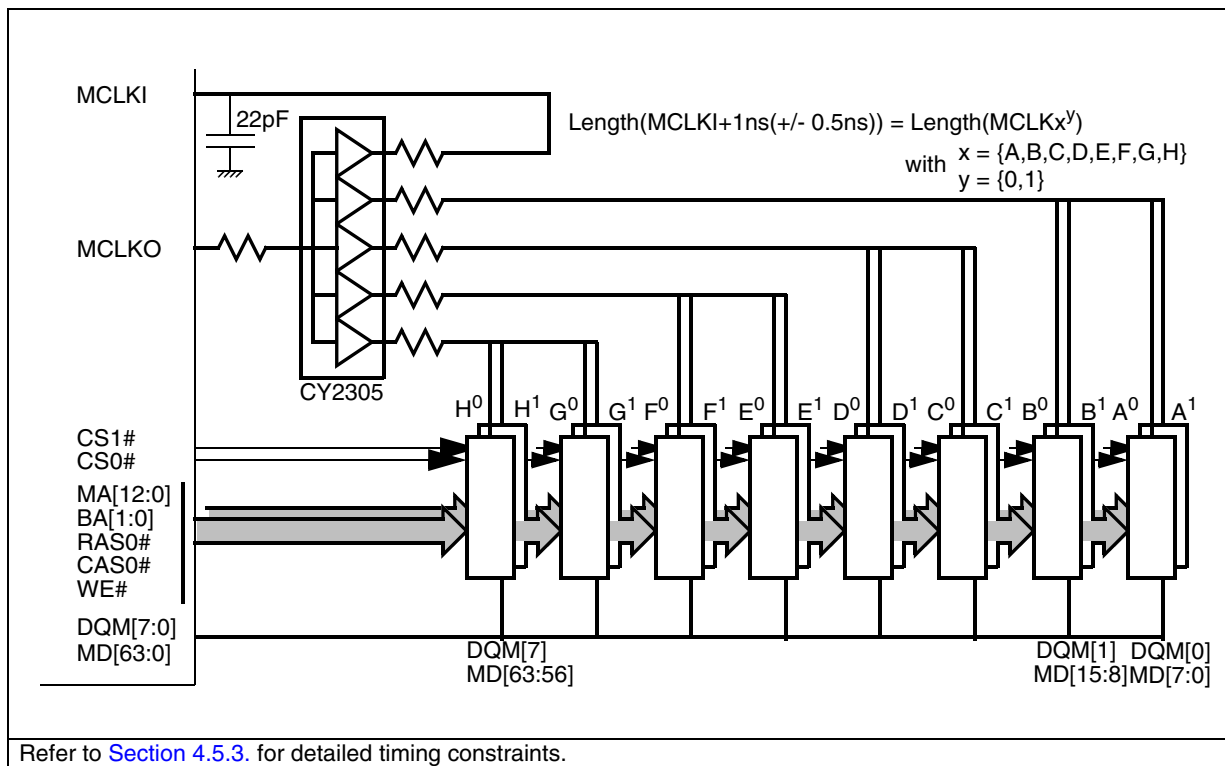 MCLKI
22pF
Length(MCLKI+1ns(+/- 0.5ns)) = Length(MCLKx^y)
with x = {A,B,C,D,E,F,G,H}
y = {0,1}
MCLKO
CY2305
H^0 H^1 G^0 G^1 F^0 F^1 E^0 E^1 D^0 D^1 C^0 C^1 B^0 B^1 A^0 A^1
CS1#
CS0#
MA[12:0]
BA[1:0]
RAS0#
CAS0#
WE#
DQM[7:0]
MD[63:0]
DQM[7]
MD[63:56]
DQM[1]
MD[15:8]
DQM[0]
MD[7:0]
Refer to Section 4.5.3. for detailed timing constraints.